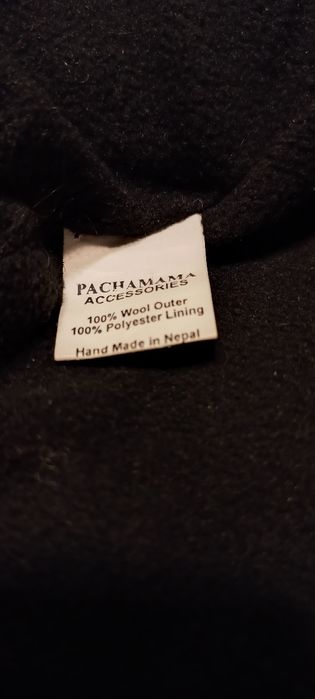 PACHAMAMA
ACCESSORIES
100% Wool Outer
100% Polyester Lining
Hand Made in Nepal